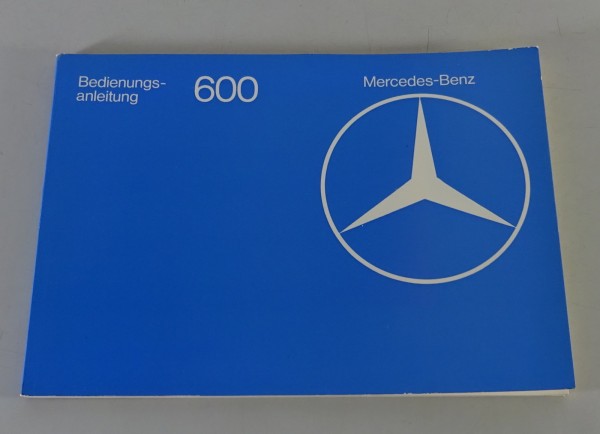 Bedienungs-
anleitung
600
Mercedes-Benz